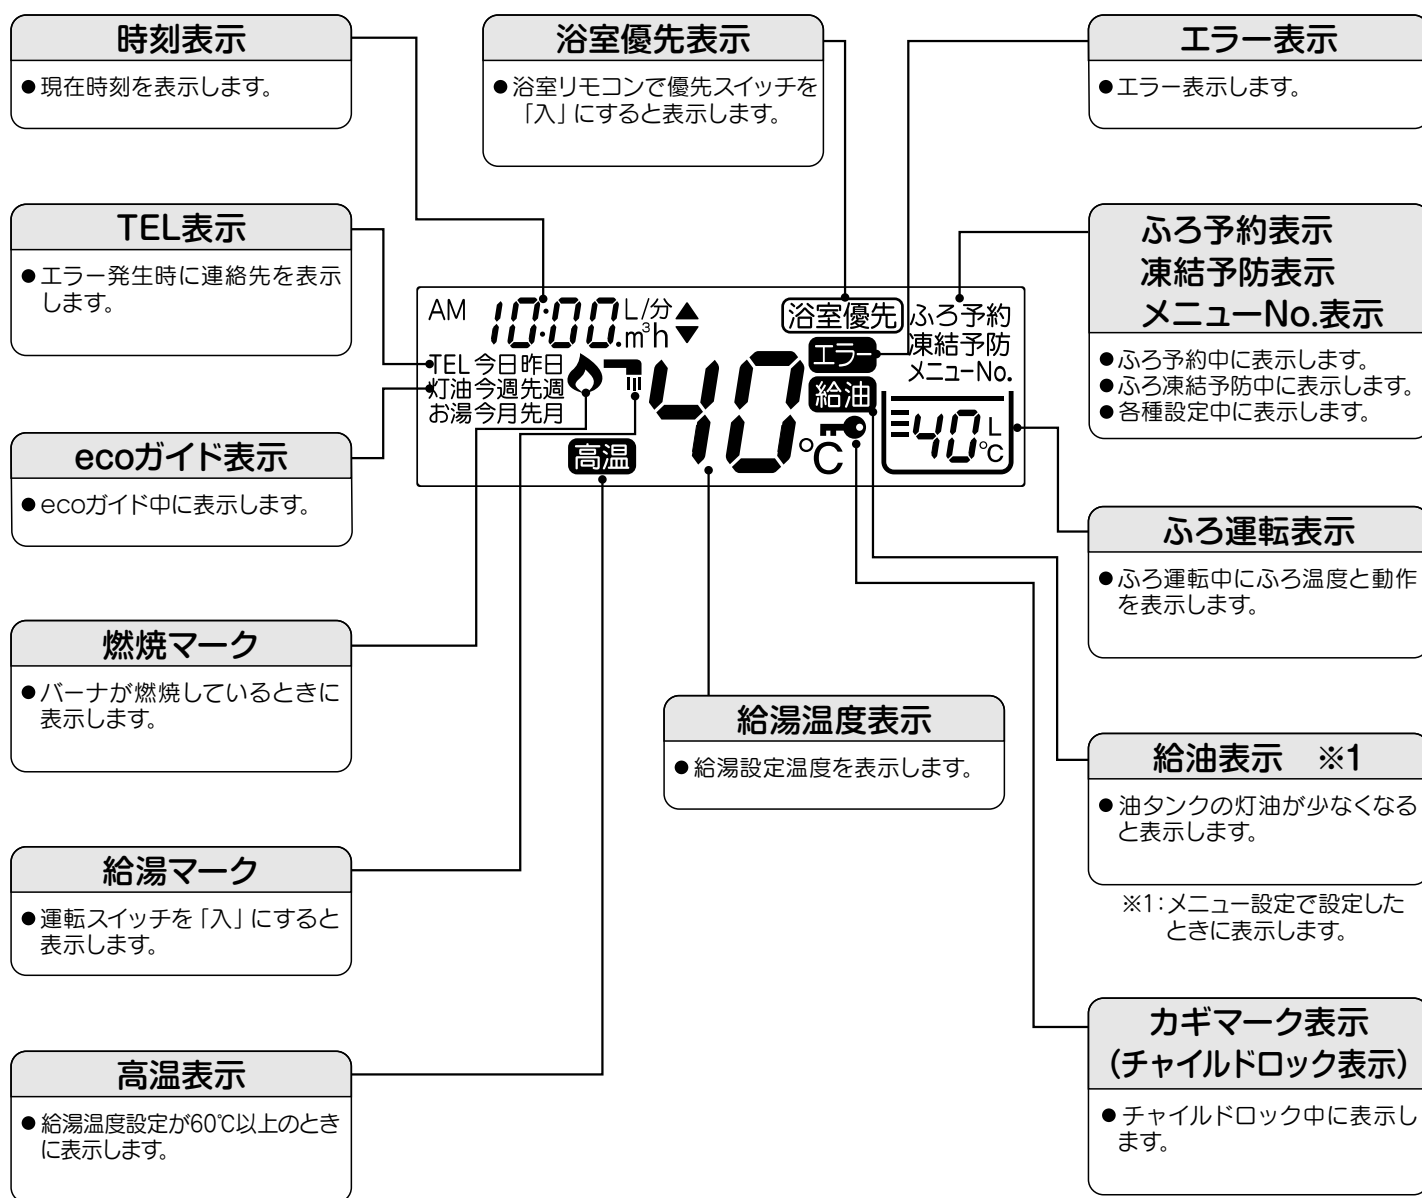 時刻表示
●現在時刻を表示します。
浴室優先表示
●浴室リモコンで優先スイッチを
「入」にすると表示します。
エラー表示
●エラー表示します。
TEL表示
●エラー発生時に連絡先を表示
します。
ふろ予約表示
凍結予防表示
メニューNo.表示
●ふろ予約中に表示します。
●ふろ凍結予防中に表示します。
●各種設定中に表示します。
AM 10:00. L/分▲
m³h▼
浴室優先 ふろ予約
エラー 凍結予防
メニューNo.
TEL 今日昨日
灯油今週先週
お湯今月先月
給油
高温
40℃
40 L
℃
ecoガイド表示
●ecoガイド中に表示します。
ふろ運転表示
●ふろ運転中にふろ温度と動作
を表示します。
燃焼マーク
●バーナが燃焼しているときに
表示します。
給湯温度表示
●給湯設定温度を表示します。
給油表示 ※1
●油タンクの灯油が少なくなる
と表示します。
※1:メニュー設定で設定した
ときに表示します。
給湯マーク
●運転スイッチを「入」にすると
表示します。
高温表示
●給湯温度設定が60℃以上のとき
に表示します。
カギマーク表示
(チャイルドロック表示)
●チャイルドロック中に表示し
ます。